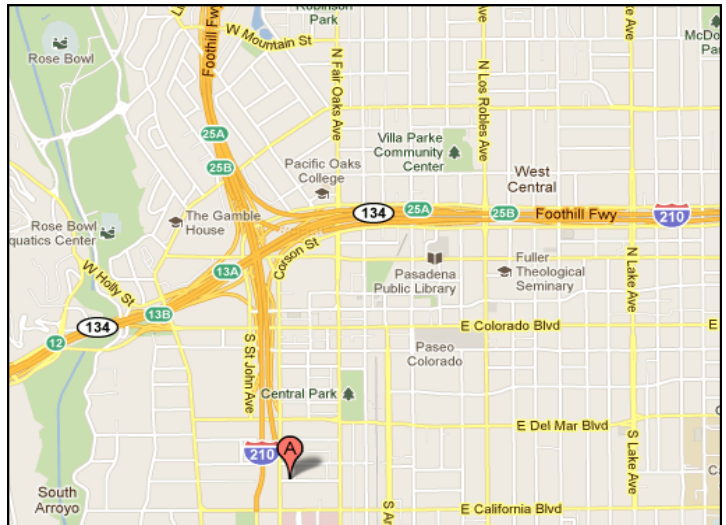 Robinson
Park
W Mountain St
Rose Bowl
Foothill Fwy
N Fair Oaks Ave
N Los Robles Ave
McDo
Pa
25A
25B
Villa Parke
Community
Center
Pacific Oaks
College
West
Central
134
25A
25B
Foothill Fwy
210
Rose Bowl
quatics Center
The Gamble
House
Corson St
W Holly St
13A
Pasadena
Public Library
Fuller
Theological
Seminary
N Lake Ave
13B
134
12
E Colorado Blvd
S St John Ave
Paseo
Colorado
Central Park
E Del Mar Blvd
S Lake Ave
210
A
South
Arroyo
S Ar
E California Blvd
Ca